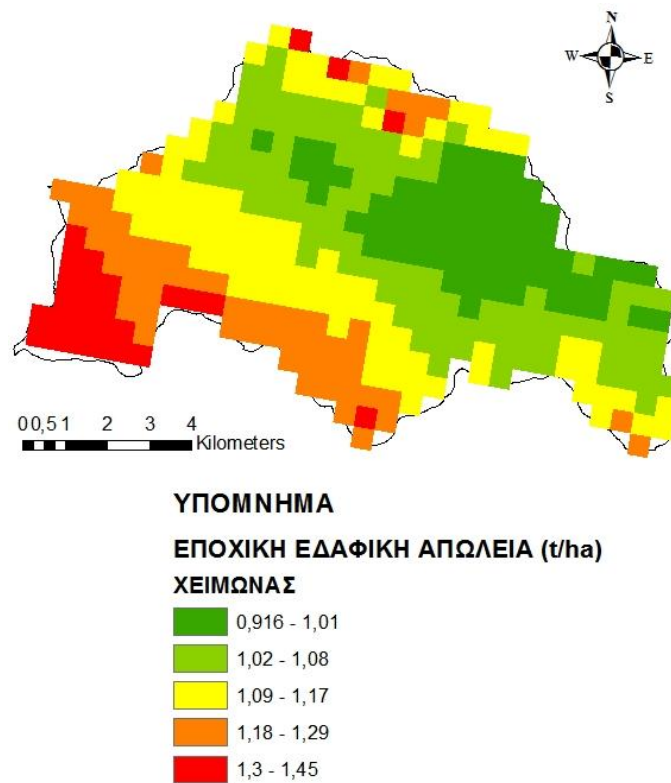 N
W E
S
0 0,5 1 2 3 4
Kilometers
ΥΠΟΜΝΗΜΑ
ΕΠΟΧΙΚΗ ΕΔΑΦΙΚΗ ΑΠΩΛΕΙΑ (t/ha)
ΧΕΙΜΩΝΑΣ
0,916 - 1,01
1,02 - 1,08
1,09 - 1,17
1,18 - 1,29
1,3 - 1,45